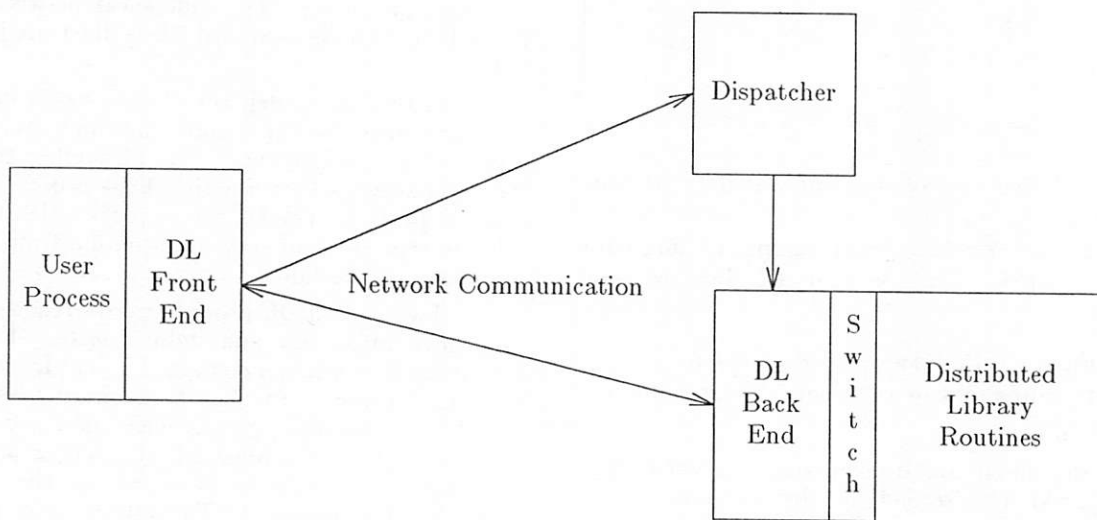 Dispatcher
User
Process
DL
Front
End
Network Communication
DL
Back
End
S
w
i
t
c
h
Distributed
Library
Routines